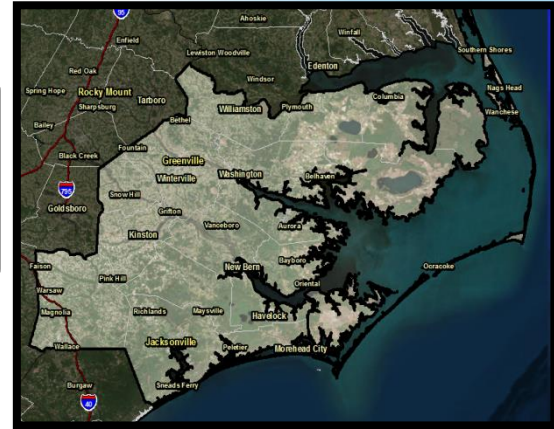 95
Ahoskie
Winfall
Enfield
Lewiston Woodville
Edenton
Southern Shores
Red Oak
Windsor
Spring Hope
Rocky Mount
Tarboro
Columbia
Nags Head
Sharpsburg
Williamston
Plymouth
Wanchese
Bailey
Bethel
Black Creek
Fountain
Greenville
Washington
Belhaven
795
Winterville
Snow Hill
Goldsboro
Grifton
Vanceboro
Aurora
Kinston
Faison
New Bern
Bayboro
Ocracoke
Pink Hill
Oriental
Warsaw
Magnolia
Richlands
Maysville
Havelock
Wallace
Jacksonville
Peletier
Morehead City
Burgaw
Sneads Ferry
40